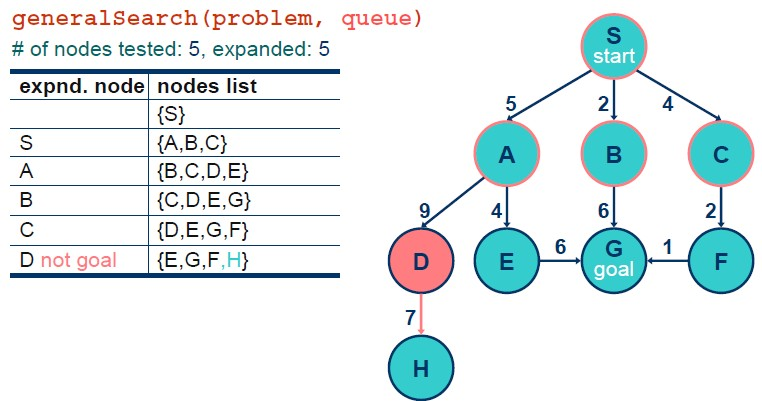 generalSearch(problem, queue)
# of nodes tested: 5, expanded: 5
expnd. node nodes list
{S}
S {A,B,C}
A {B,C,D,E}
B {C,D,E,G}
C {D,E,G,F}
D not goal {E,G,F,H}
S
start
5 2 4
A B C
9 4 6 2
D E 6 G 1 F
goal
7
H